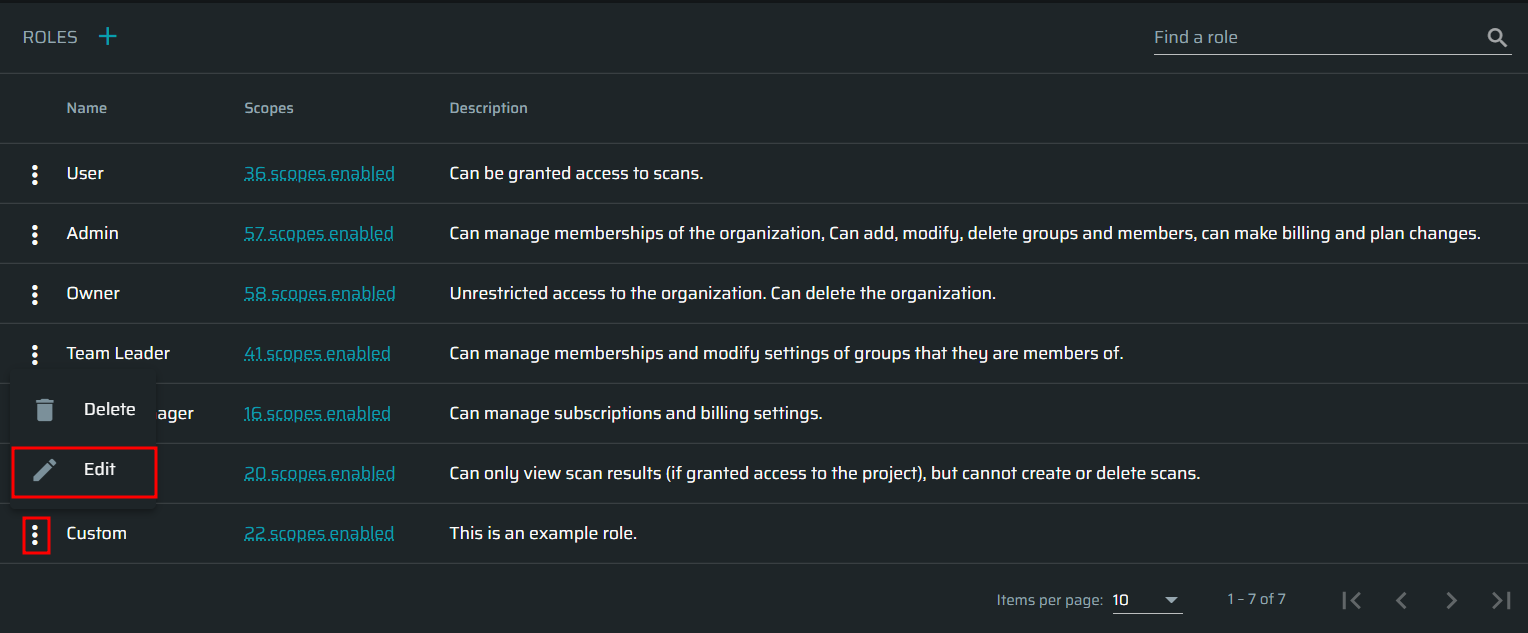 ROLES Find a role
Name Scopes Description
User 36 scopes enabled Can be granted access to scans.
Admin 57 scopes enabled Can manage memberships of the organization, Can add, modify, delete groups and members, can make billing and plan changes.
Owner 58 scopes enabled Unrestricted access to the organization. Can delete the organization.
Team Leader 41 scopes enabled Can manage memberships and modify settings of groups that they are members of.
Delete ager 16 scopes enabled Can manage subscriptions and billing settings.
Edit 20 scopes enabled Can only view scan results (if granted access to the project), but cannot create or delete scans.
Custom 22 scopes enabled This is an example role.
Items per page: 10 1 – 7 of 7